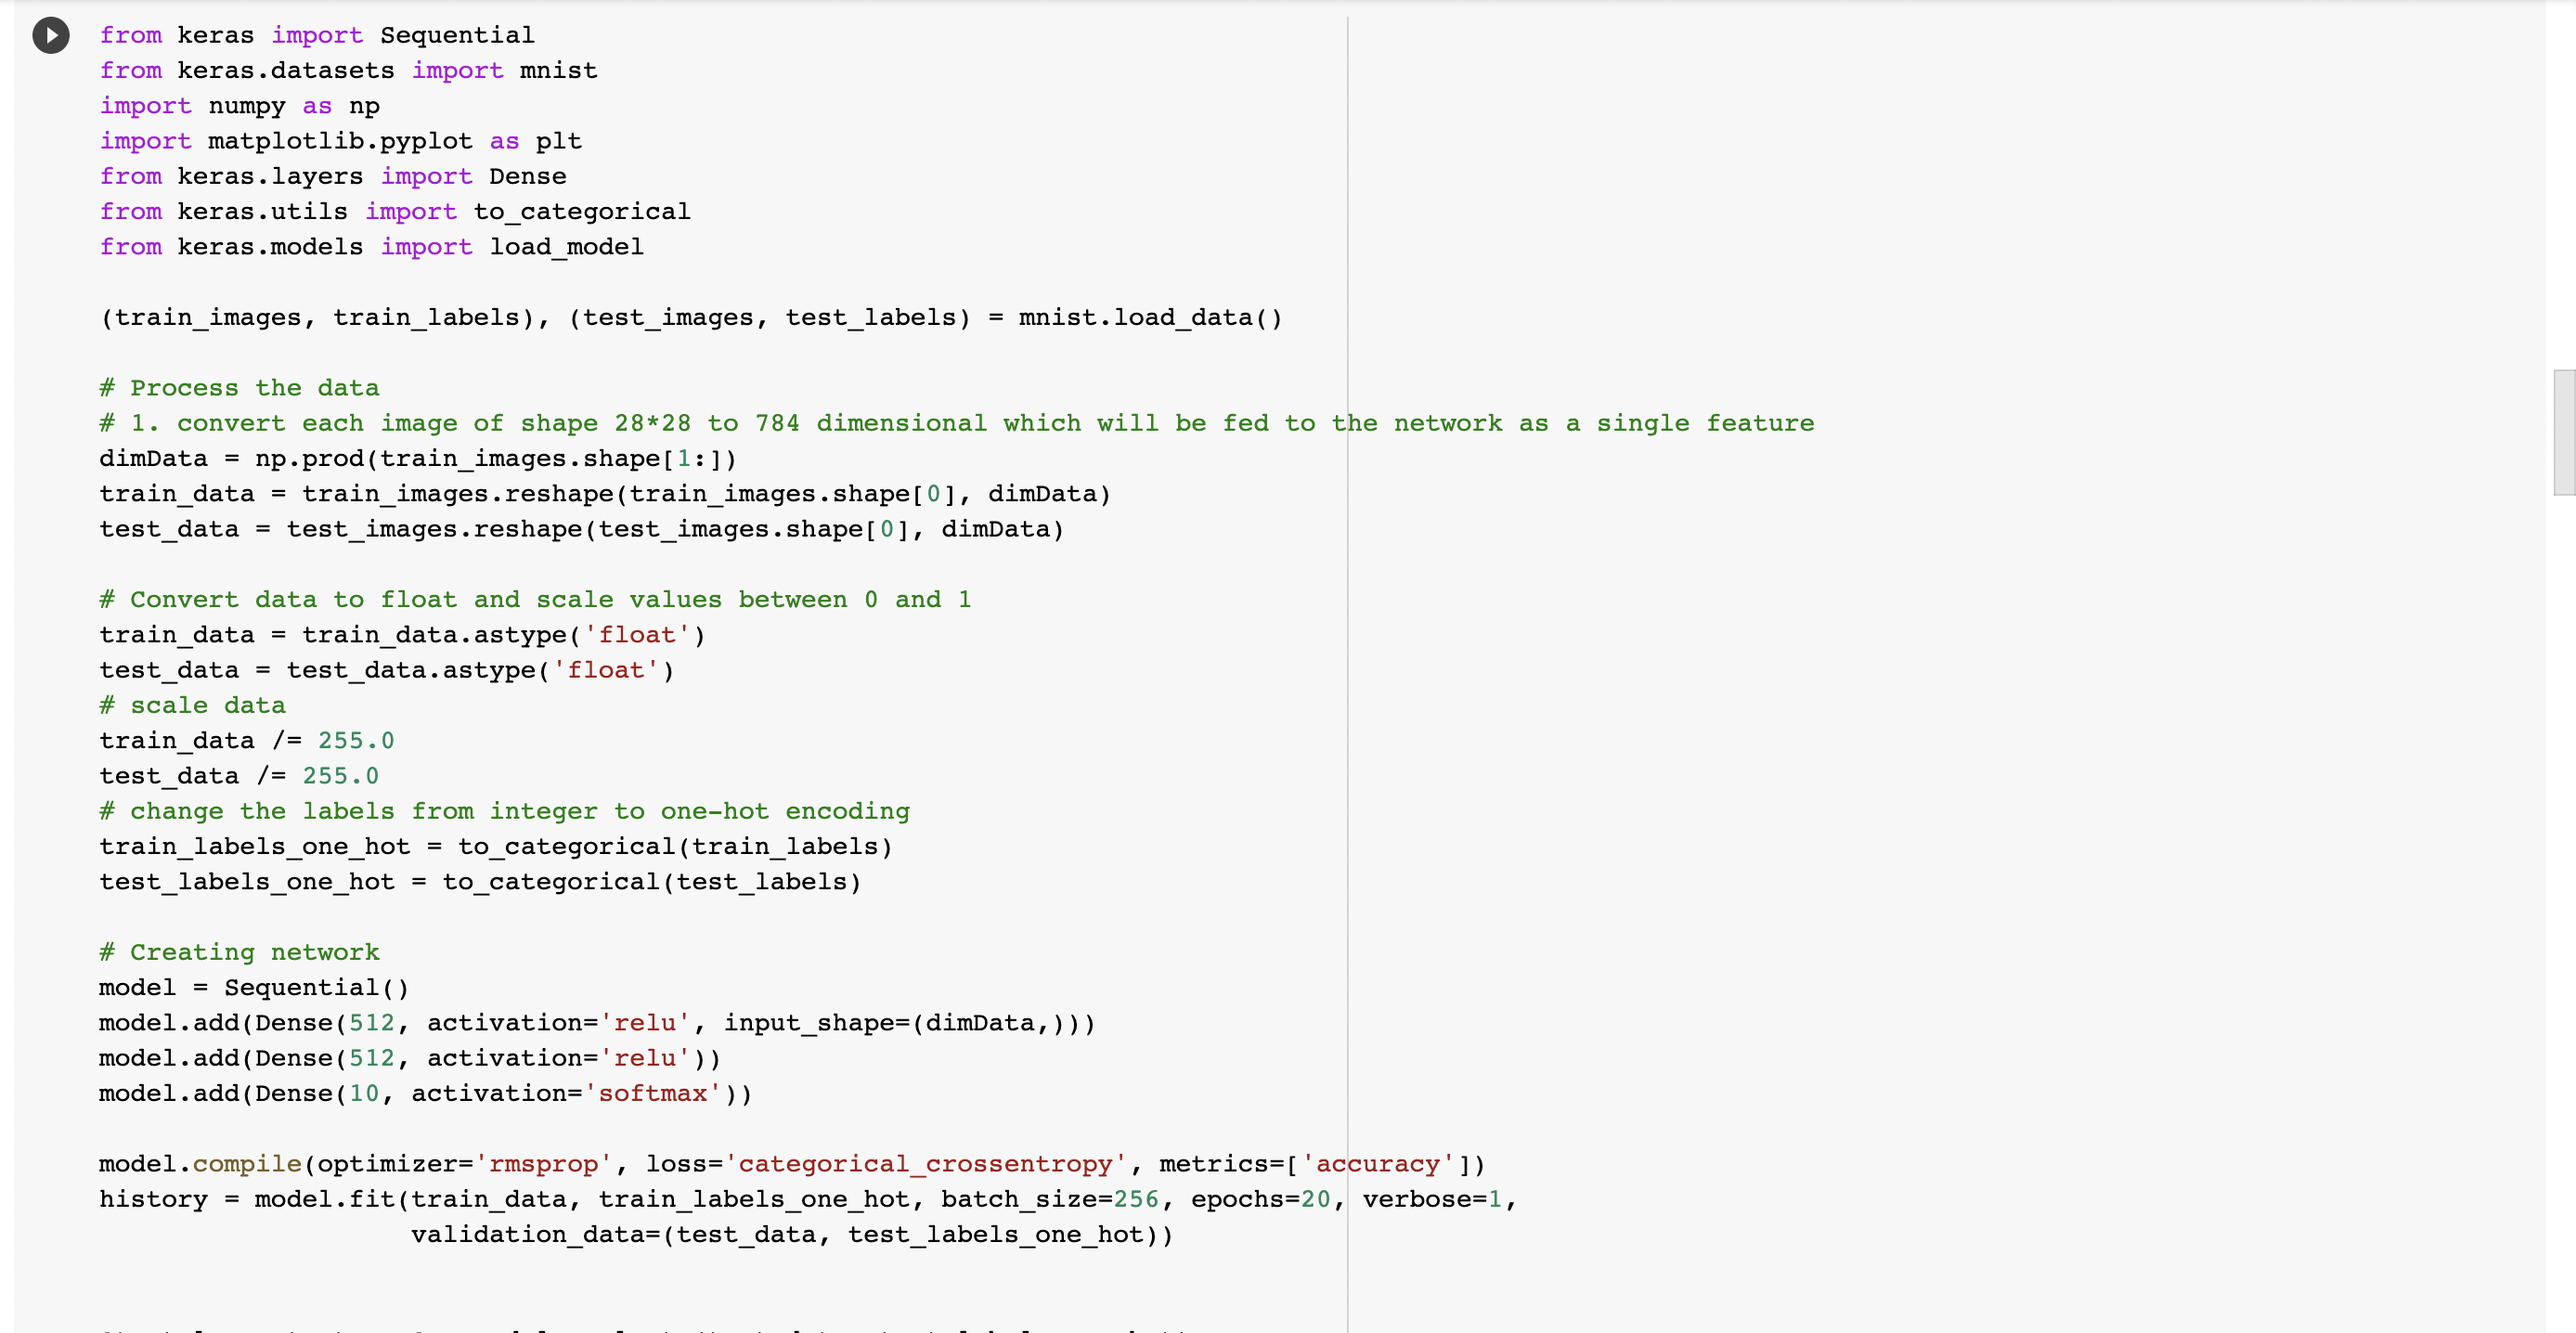 from keras import Sequential
from keras.datasets import mnist
import numpy as np
import matplotlib.pyplot as plt
from keras.layers import Dense
from keras.utils import to_categorical
from keras.models import load_model
(train_images, train_labels), (test_images, test_labels) = mnist.load_data()
# Process the data
# 1. convert each image of shape 28*28 to 784 dimensional which will be fed to the network as a single feature
dimData = np.prod(train_images.shape[1:])
train_data = train_images.reshape(train_images.shape[0], dimData)
test_data = test_images.reshape(test_images.shape[0], dimData)
# Convert data to float and scale values between 0 and 1
train_data = train_data.astype('float')
test_data = test_data.astype('float')
# scale data
train_data /= 255.0
test_data /= 255.0
# change the labels from integer to one-hot encoding
train_labels_one_hot = to_categorical(train_labels)
test_labels_one_hot = to_categorical(test_labels)
# Creating network
model = Sequential()
model.add(Dense(512, activation='relu', input_shape=(dimData,)))
model.add(Dense(512, activation='relu'))
model.add(Dense(10, activation='softmax'))
model.compile(optimizer='rmsprop', loss='categorical_crossentropy', metrics=['accuracy'])
history = model.fit(train_data, train_labels_one_hot, batch_size=256, epochs=20, verbose=1,
validation_data=(test_data, test_labels_one_hot))